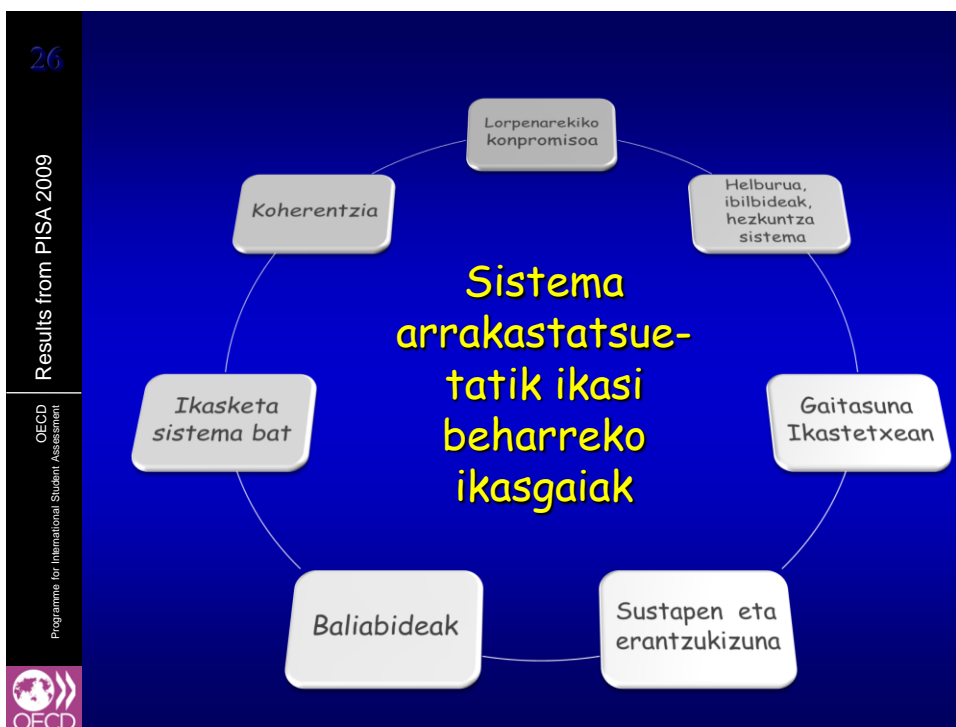 26
Results from PISA 2009
OECD
Programme for International Student Assessment
OECD
Lorpenarekiko
konpromisoa
Helburua,
ibilbideak,
hezkuntza
sistema
Gaitasuna
Ikastetxean
Sustapen eta
erantzukizuna
Baliabideak
Ikasketa
sistema bat
Koherentzia
Sistema
arrakastatsue-
tatik ikasi
beharreko
ikasgaiak